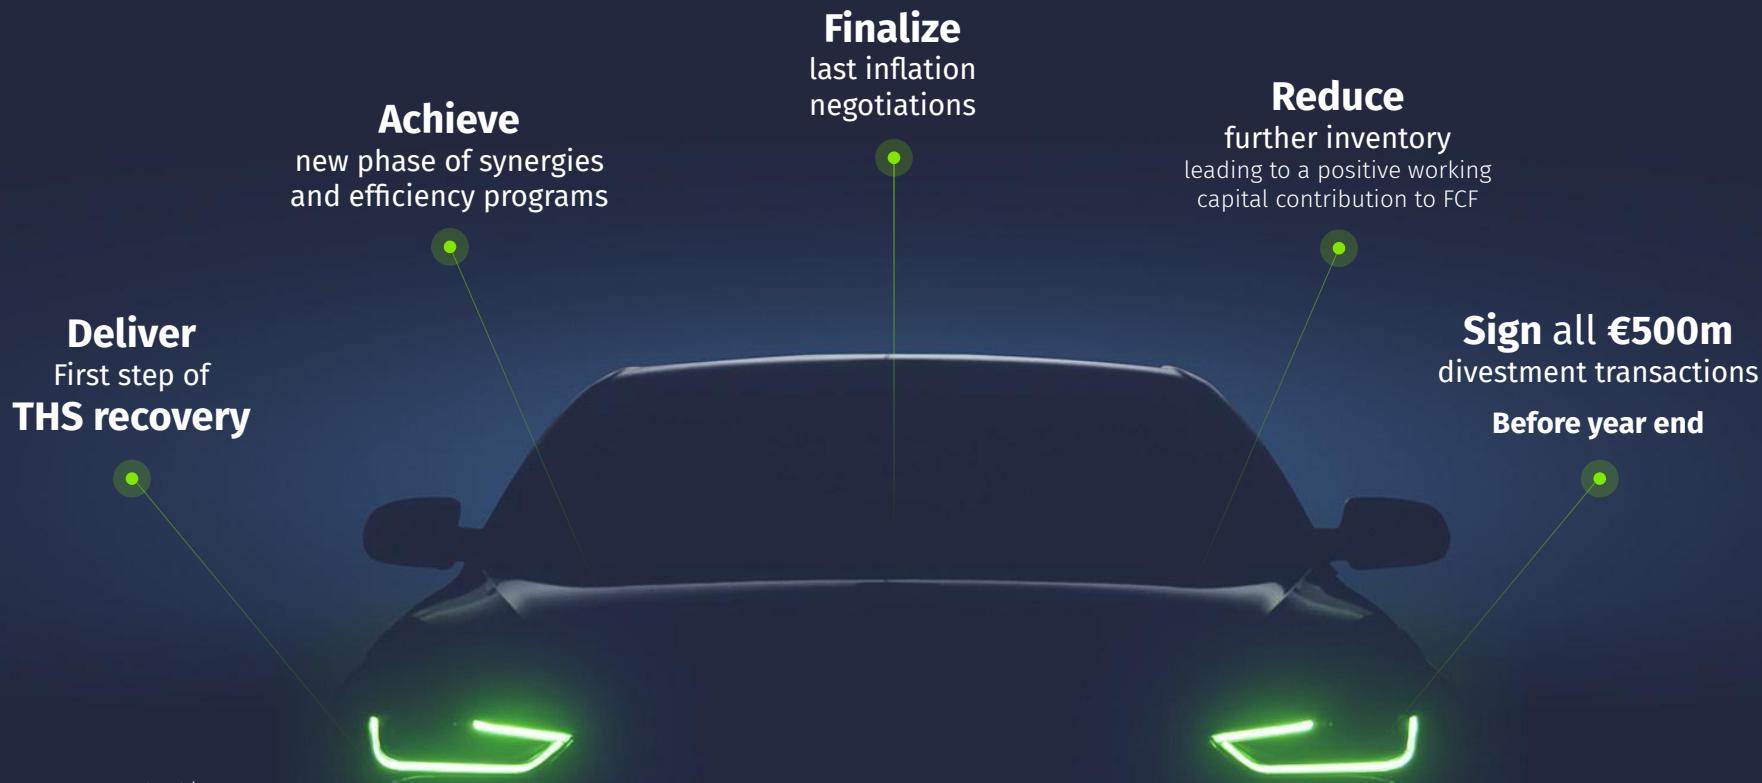 Finalize
last inflation
negotiations
Achieve
new phase of synergies
and efficiency programs
Reduce
further inventory
leading to a positive working
capital contribution to FCF
Deliver
First step of
THS recovery
Sign all €500m
divestment transactions
Before year end